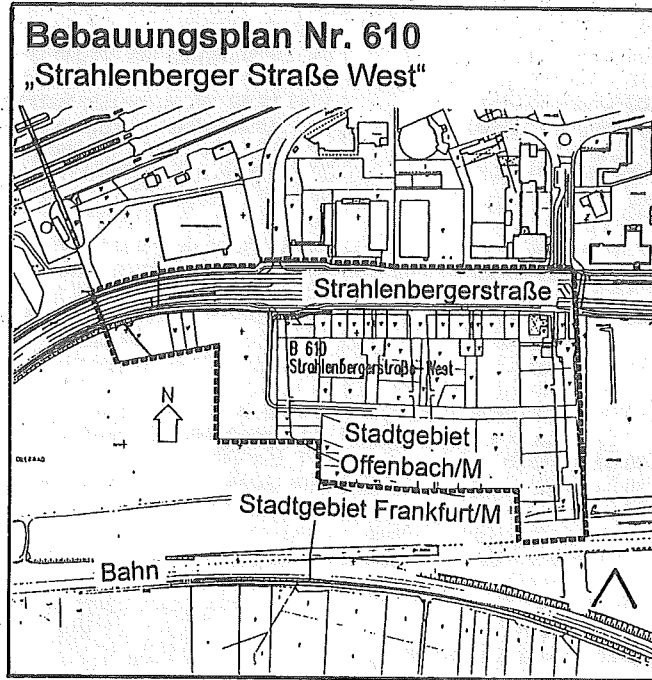 Bebauungsplan Nr. 610
„Strahlenberger Straße West“
Strahlenbergerstraße
B 610
Strahlenbergerstraße West
N
Stadtgebiet
Offenbach/M
Stadtgebiet Frankfurt/M
Bahn